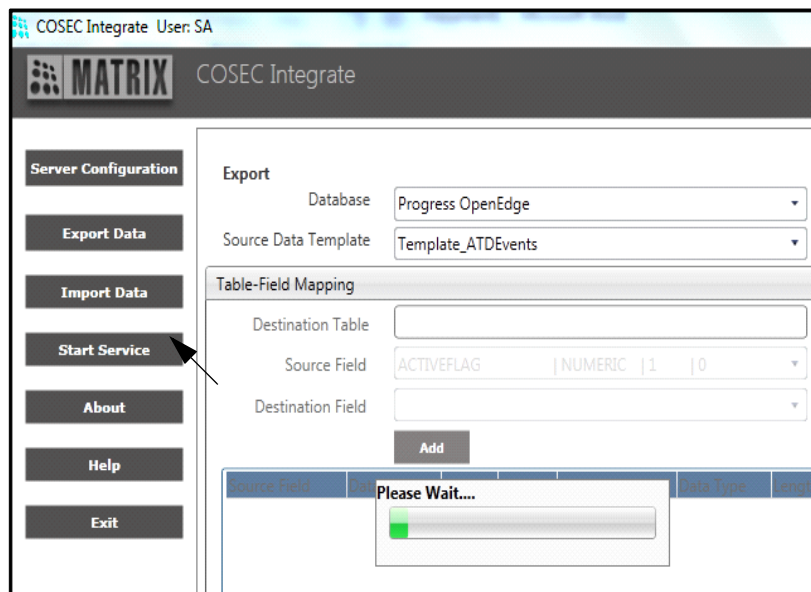 COSEC Integrate User: SA
MATRIX
COSEC Integrate
Server Configuration
Export Data
Import Data
Start Service
About
Help
Exit
Export
Database Progress OpenEdge
Source Data Template Template_ATDEvents
Table-Field Mapping
Destination Table
Source Field ACTIVEFLAG | NUMERIC | 1 | 0
Destination Field
Add
Source Field Data Type
Please Wait....